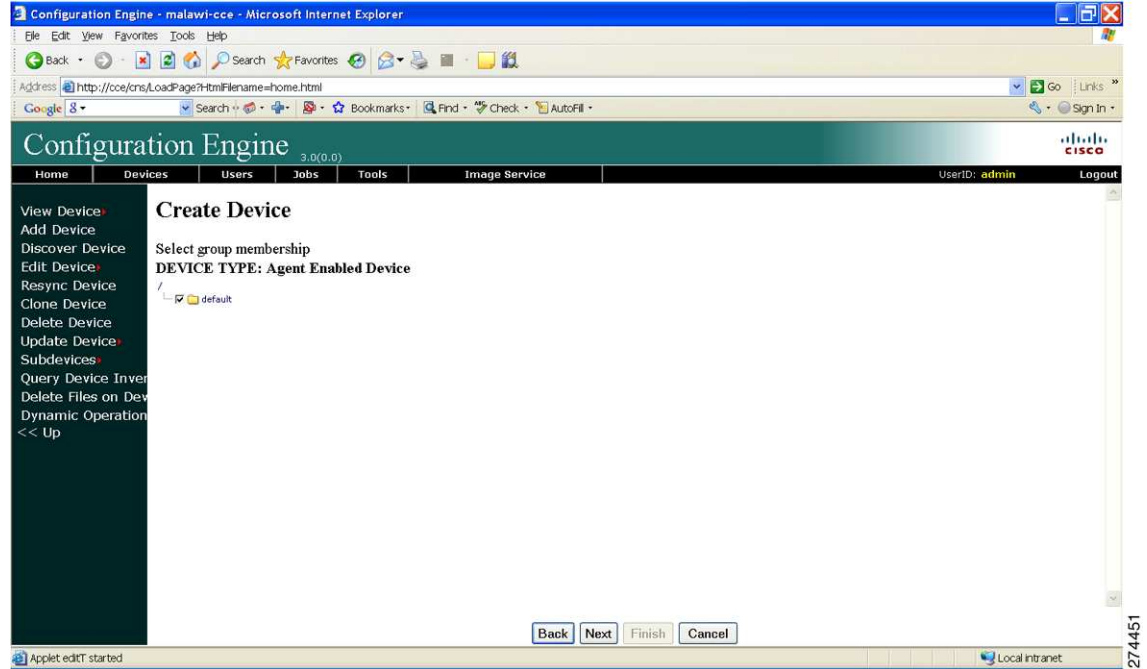 Configuration Engine - malawi-cce - Microsoft Internet Explorer
File Edit View Favorites Tools Help
Back Search Favorites
Address http://cce/cns/LoadPage?HtmlFilename=home.html Go Links »
Google Search Bookmarks Find Check AutoFill Sign In
Configuration Engine 3.0(0.0)
CISCO
Home Devices Users Jobs Tools Image Service UserID: admin Logout
View Device
Add Device
Discover Device
Edit Device
Resync Device
Clone Device
Delete Device
Update Device
Subdevices
Query Device Inver
Delete Files on Dev
Dynamic Operation
<< Up
Create Device
Select group membership
DEVICE TYPE: Agent Enabled Device
/
default
Back Next Finish Cancel
Applet editT started Local intranet
274451